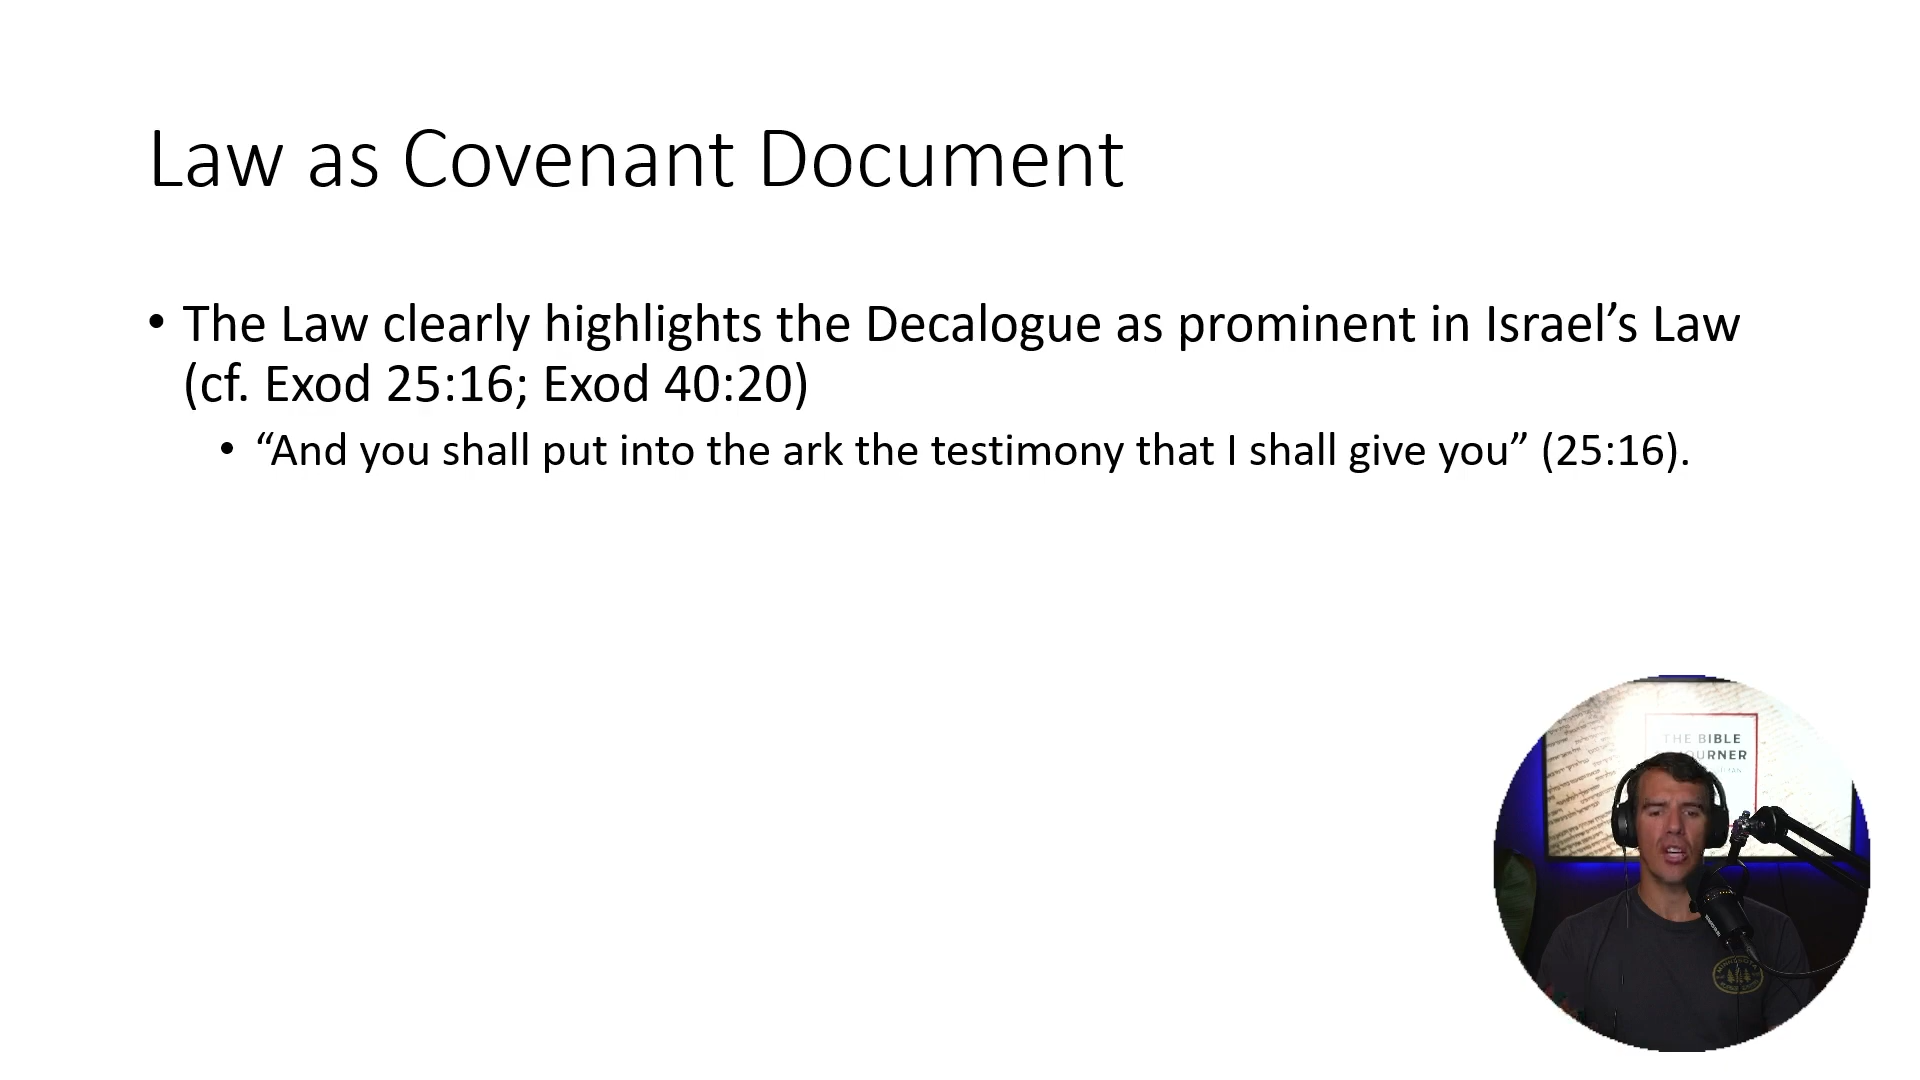 Law as Covenant Document
• The Law clearly highlights the Decalogue as prominent in Israel’s Law
(cf. Exod 25:16; Exod 40:20)
• “And you shall put into the ark the testimony that I shall give you” (25:16).
THE BIBLE
MINNESOTA